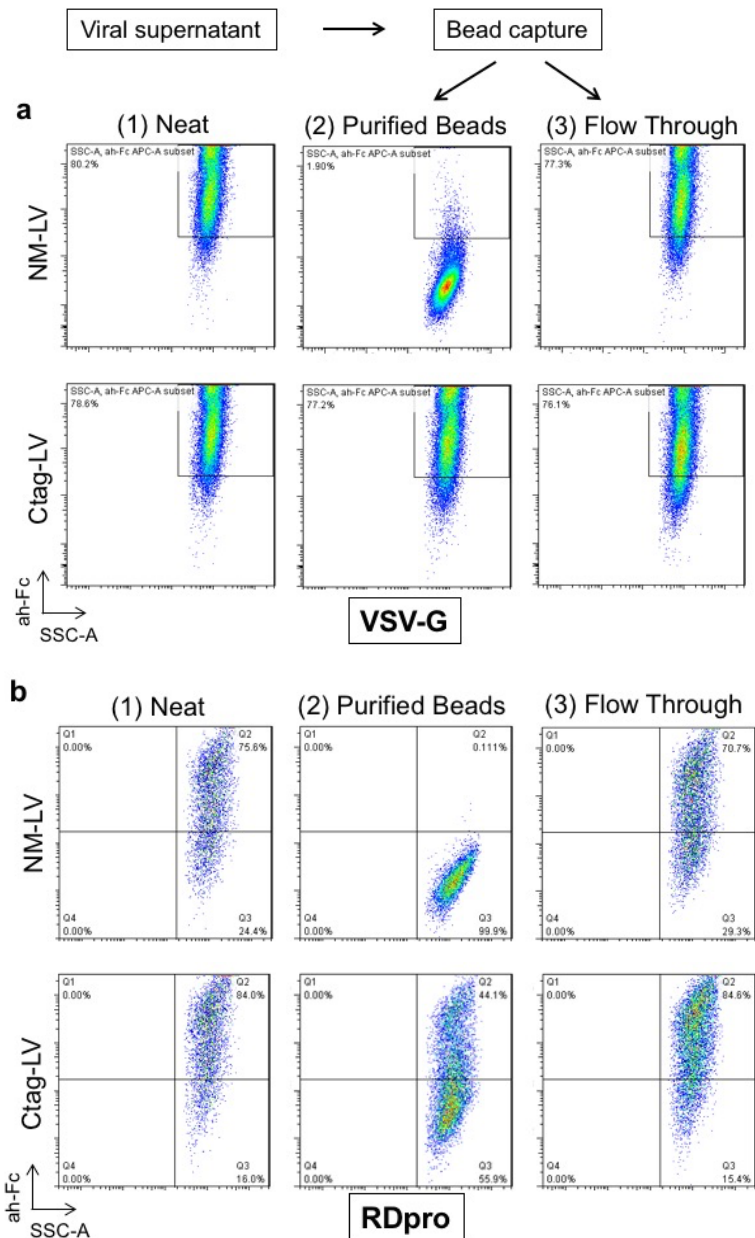 Viral supernatant
Bead capture
a
(1) Neat
(2) Purified Beads
(3) Flow Through
NM-LV
SSC-A, ah-Fc APC-A subset
80.2%
SSC-A, ah-Fc APC-A subset
1.90%
SSC-A, ah-Fc APC-A subset
77.3%
Ctag-LV
SSC-A, ah-Fc APC-A subset
78.6%
SSC-A, ah-Fc APC-A subset
77.2%
SSC-A, ah-Fc APC-A subset
76.1%
ah-Fc
SSC-A
VSV-G
b
(1) Neat
(2) Purified Beads
(3) Flow Through
NM-LV
Q1
0.00%
Q2
75.6%
Q4
0.00%
Q3
24.4%
Q1
0.00%
Q2
0.111%
Q4
0.00%
Q3
99.9%
Q1
0.00%
Q2
70.7%
Q4
0.00%
Q3
29.3%
Ctag-LV
Q1
0.00%
Q2
84.0%
Q4
0.00%
Q3
16.0%
Q1
0.00%
Q2
44.1%
Q4
0.00%
Q3
55.9%
Q1
0.00%
Q2
84.6%
Q4
0.00%
Q3
15.4%
ah-Fc
SSC-A
RDpro